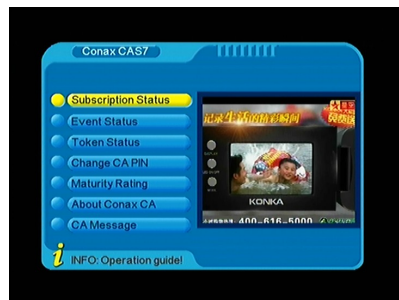 Conax CAS7
Subscription Status
Event Status
Token Status
Change CA PIN
Maturity Rating
About Conax CA
CA Message
记录生活的精彩瞬间
KONKA
400-616-5000
i INFO: Operation guide!